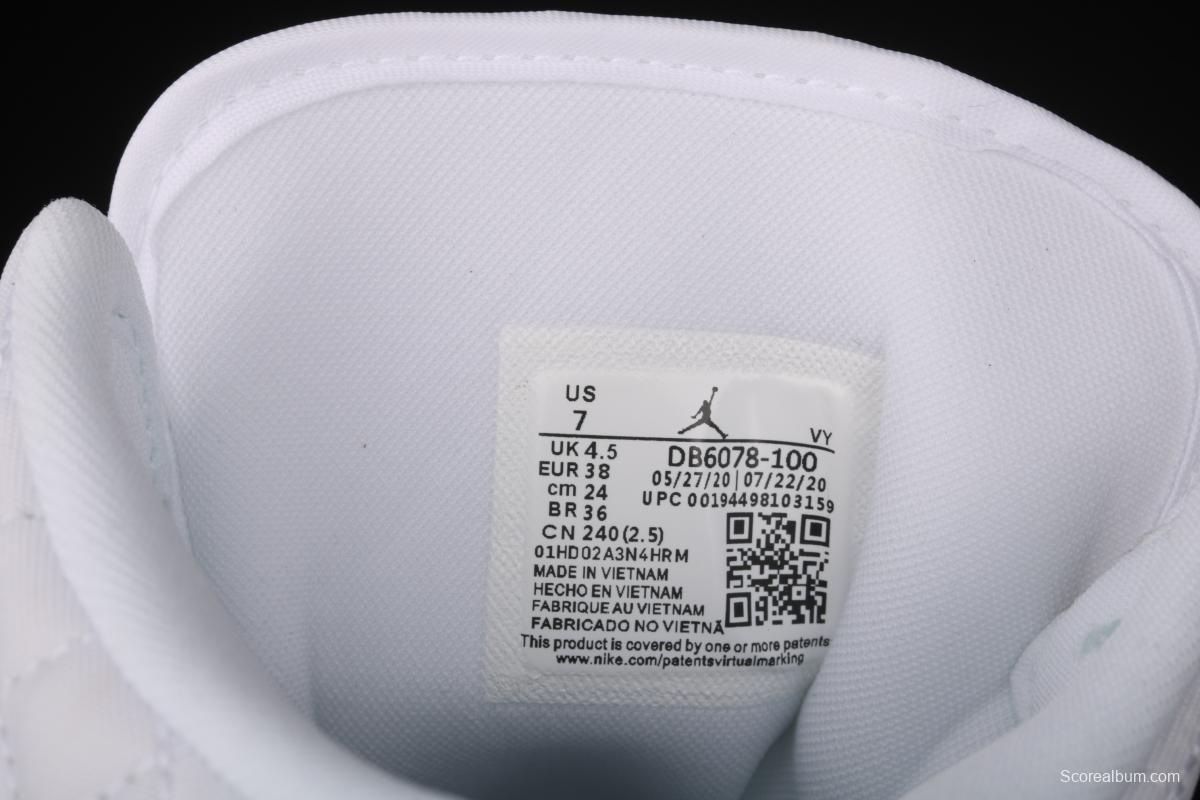 US
7
VY
UK 4.5
EUR 38
cm 24
BR 36
CN 240 (2.5)
DB6078-100
05/27/20 | 07/22/20
UPC 00194498103159
01HD02A3N4HRM
MADE IN VIETNAM
HECHO EN VIETNAM
FABRIQUE AU VIETNAM
FABRICADO NO VIETNÃ
This product is covered by one or more patents
www.nike.com/patentsvirtualmarking
Scorealbum.com